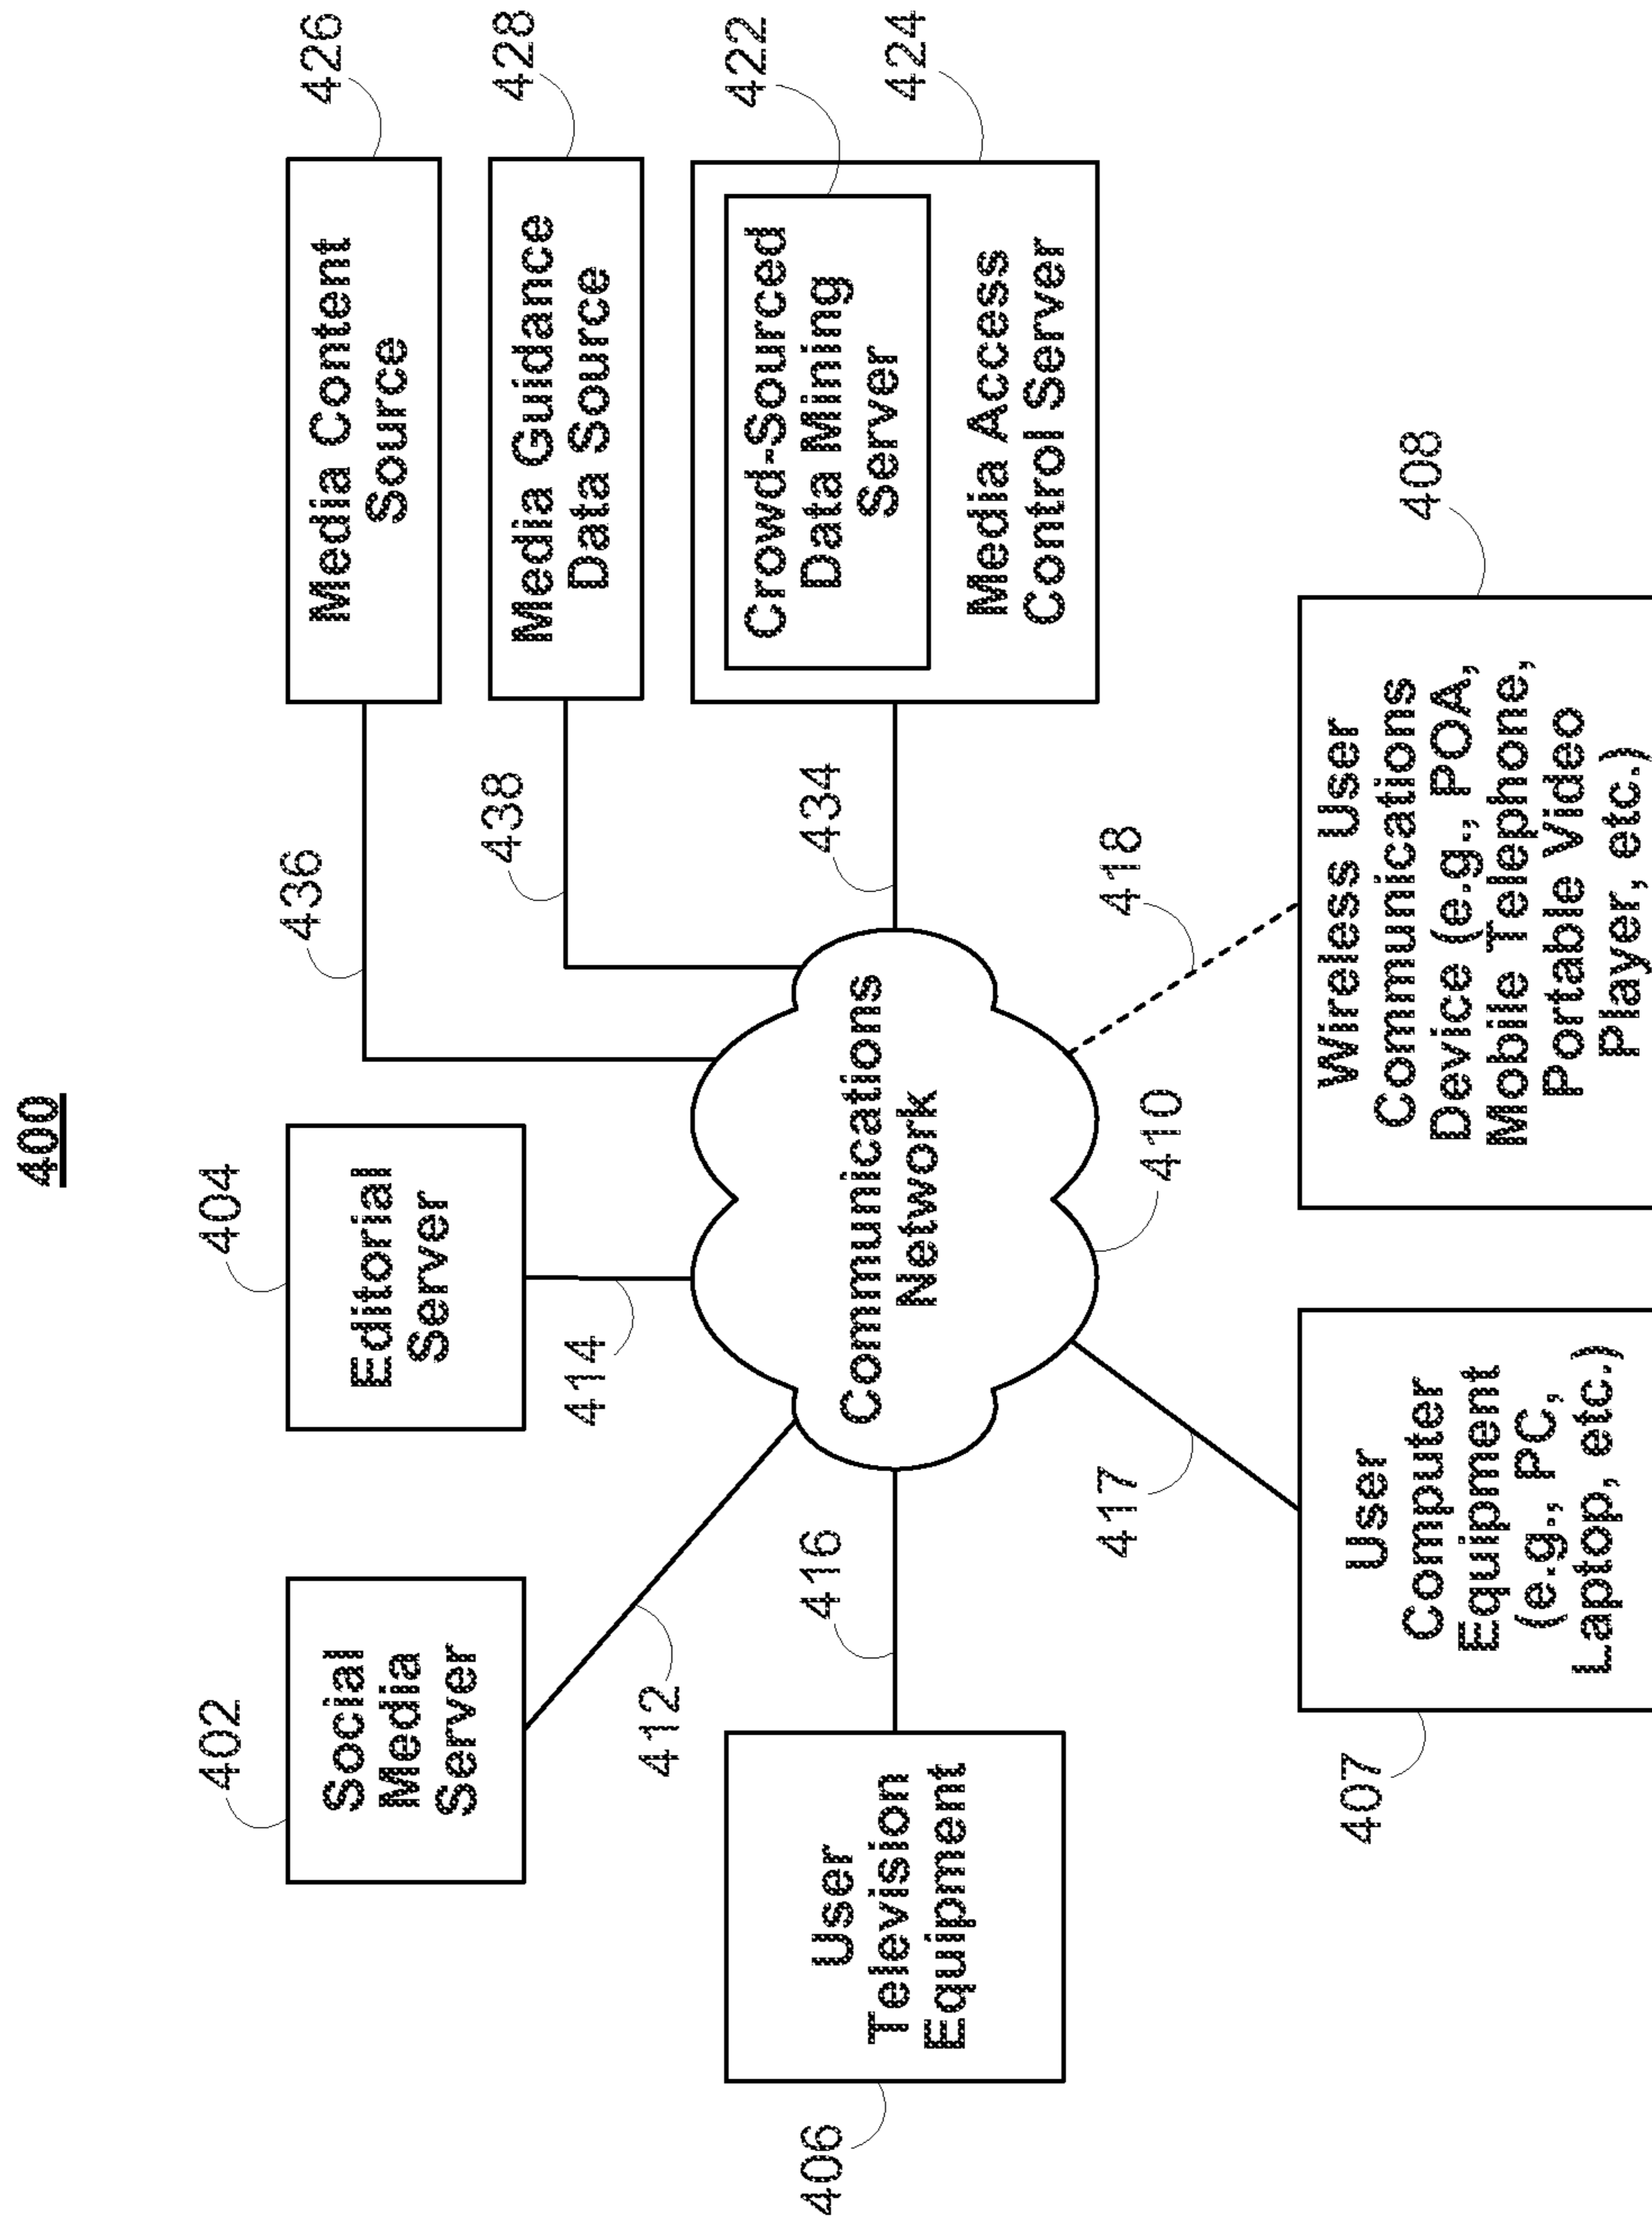 400
402
Social
Media
Server
404
Editorial
Server
436
Media Content
Source
426
438
Media Guidance
Data Source
428
414
412
Crowd-Sourced
Data Mining
Server
422
Media Access
Control Server
424
434
Communications
Network
410
416
User
Television
Equipment
406
417
418
User
Computer
Equipment
(e.g., PC,
Laptop, etc.)
407
Wireless User
Communications
Device (e.g., POA,
Mobile Telephone,
Portable Video
Player, etc.)
408